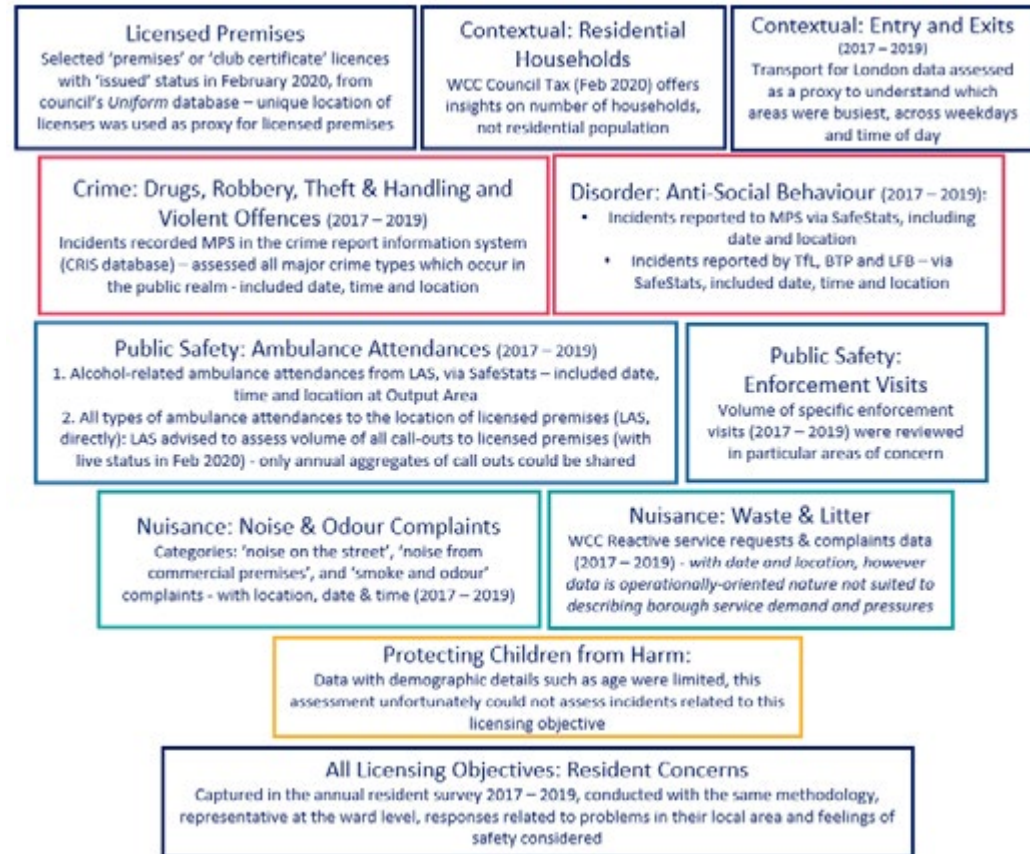 Licensed Premises
Selected 'premises' or 'club certificate' licences
with 'issued' status in February 2020, from
council's Uniform database – unique location of
licenses was used as proxy for licensed premises
Contextual: Residential
Households
WCC Council Tax (Feb 2020) offers
insights on number of households,
not residential population
Contextual: Entry and Exits
(2017 – 2019)
Transport for London data assessed
as a proxy to understand which
areas were busiest, across weekdays
and time of day
Crime: Drugs, Robbery, Theft & Handling and
Violent Offences (2017 – 2019)
Incidents recorded MPS in the crime report information system
(CRIS database) – assessed all major crime types which occur in
the public realm - included date, time and location
Disorder: Anti-Social Behaviour (2017 – 2019):
• Incidents reported to MPS via SafeStats, including
date and location
• Incidents reported by TfL, BTP and LFB – via
SafeStats, included date, time and location
Public Safety: Ambulance Attendances (2017 – 2019)
1. Alcohol-related ambulance attendances from LAS, via SafeStats – included date,
time and location at Output Area
2. All types of ambulance attendances to the location of licensed premises (LAS,
directly): LAS advised to assess volume of all call-outs to licensed premises (with
live status in Feb 2020) - only annual aggregates of call outs could be shared
Public Safety:
Enforcement Visits
Volume of specific enforcement
visits (2017 – 2019) were reviewed
in particular areas of concern
Nuisance: Noise & Odour Complaints
Categories: 'noise on the street', 'noise from
commercial premises', and 'smoke and odour'
complaints - with location, date & time (2017 – 2019)
Nuisance: Waste & Litter
WCC Reactive service requests & complaints data
(2017 – 2019) - with date and location, however
data is operationally-oriented nature not suited to
describing borough service demand and pressures
Protecting Children from Harm:
Data with demographic details such as age were limited, this
assessment unfortunately could not assess incidents related to this
licensing objective
All Licensing Objectives: Resident Concerns
Captured in the annual resident survey 2017 – 2019, conducted with the same methodology,
representative at the ward level, responses related to problems in their local area and feelings of
safety considered